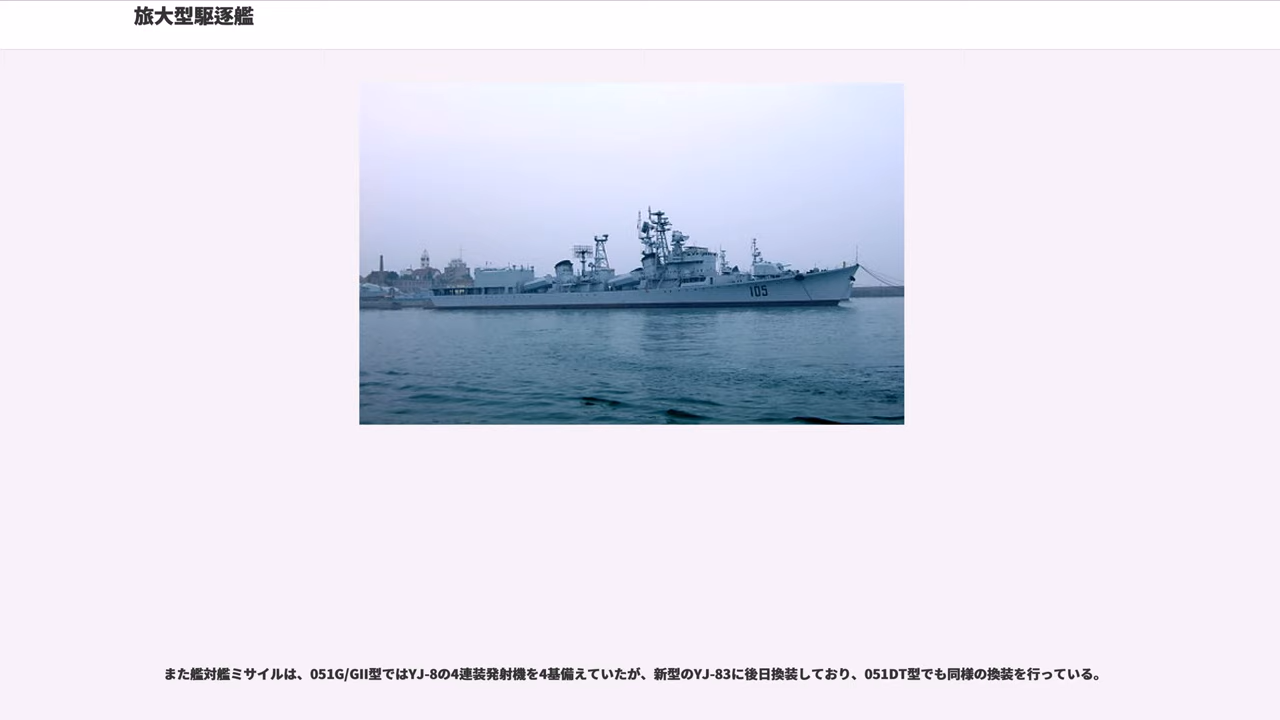 旅大型駆逐艦
105
また艦対艦ミサイルは、051G/GII型ではYJ-8の4連装発射機を4基備えていたが、新型のYJ-83に後日換装しており、051DT型でも同様の換装を行っている。